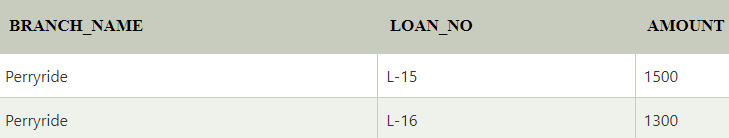 BRANCH_NAME LOAN_NO AMOUNT
Perryride L-15 1500
Perryride L-16 1300